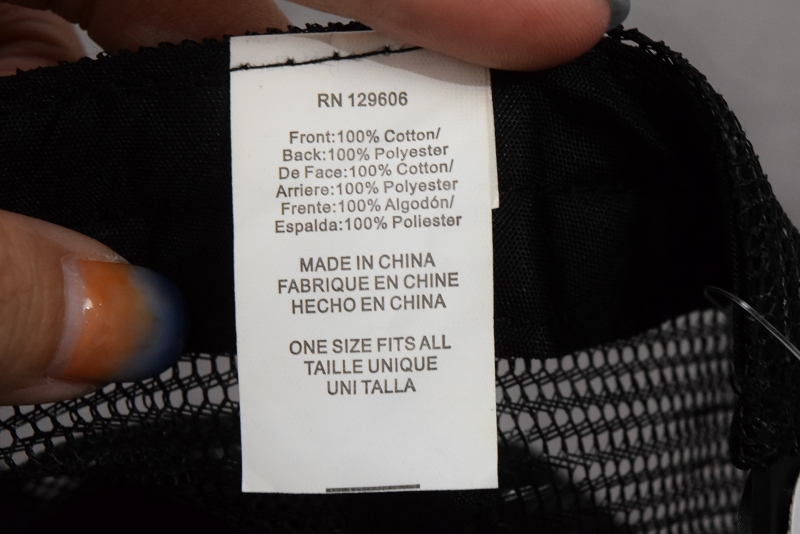 RN 129606
Front:100% Cotton/
Back:100% Polyester
De Face:100% Cotton/
Arriere:100% Polyester
Frente:100% Algodón/
Espalda:100% Poliester
MADE IN CHINA
FABRIQUE EN CHINE
HECHO EN CHINA
ONE SIZE FITS ALL
TAILLE UNIQUE
UNI TALLA